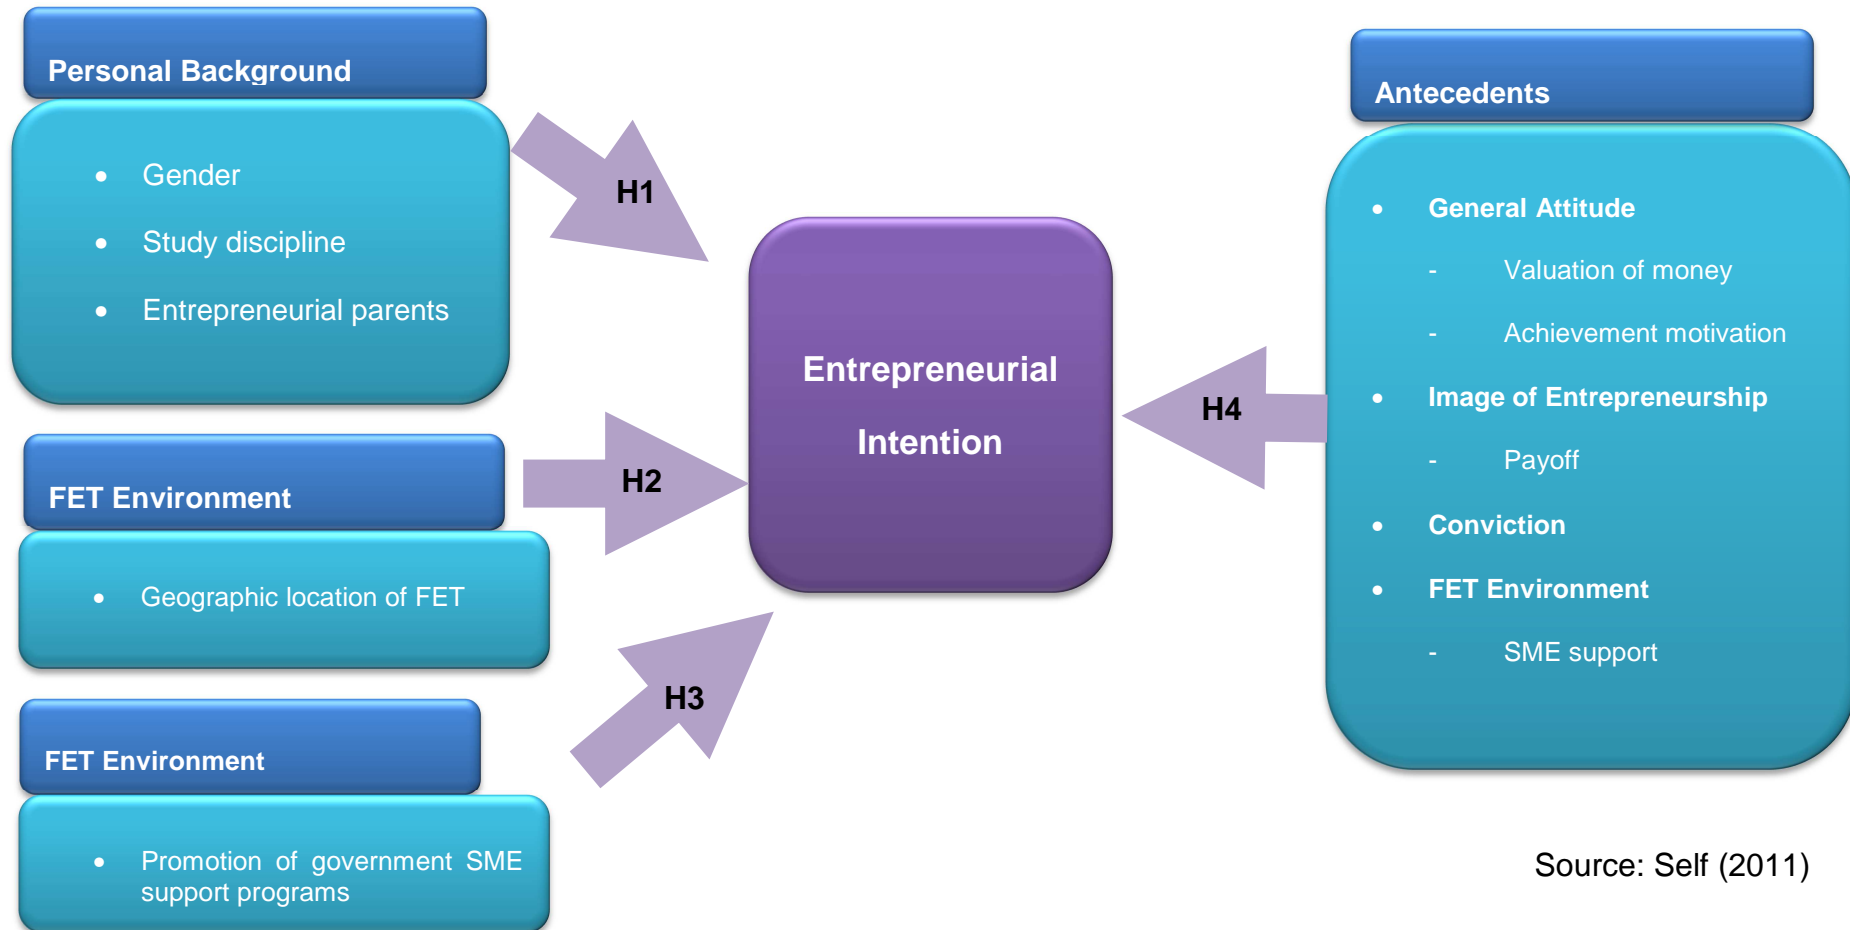 Personal Background
• Gender
• Study discipline
• Entrepreneurial parents
H1
FET Environment
• Geographic location of FET
H2
FET Environment
• Promotion of government SME
support programs
H3
Entrepreneurial
Intention
H4
Antecedents
• General Attitude
- Valuation of money
- Achievement motivation
• Image of Entrepreneurship
- Payoff
• Conviction
• FET Environment
- SME support
Source: Self (2011)